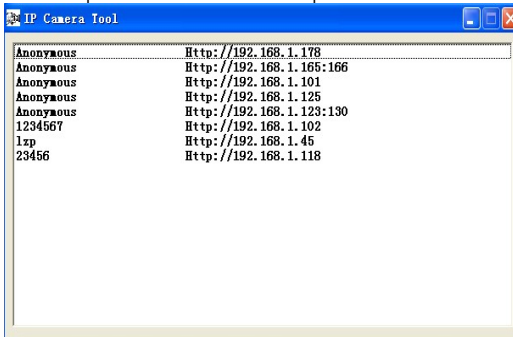 IP Camera Tool
Anonymous Http://192.168.1.178
Anonymous Http://192.168.1.165:166
Anonymous Http://192.168.1.101
Anonymous Http://192.168.1.125
Anonymous Http://192.168.1.123:130
1234567 Http://192.168.1.102
lzp Http://192.168.1.45
23456 Http://192.168.1.118